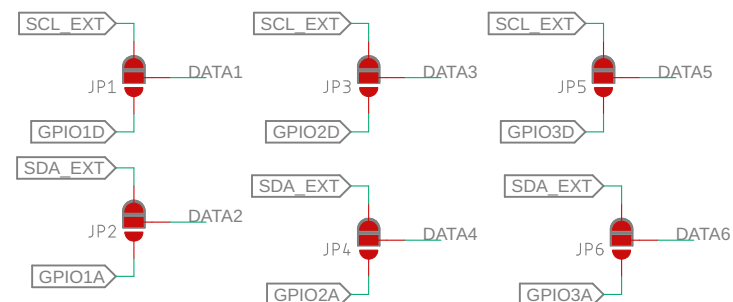 SCL_EXT
SCL_EXT
SCL_EXT
JP1
DATA1
JP3
DATA3
JP5
DATA5
GPIO1D
GPIO2D
GPIO3D
SDA_EXT
SDA_EXT
SDA_EXT
JP2
DATA2
JP4
DATA4
JP6
DATA6
GPIO1A
GPIO2A
GPIO3A